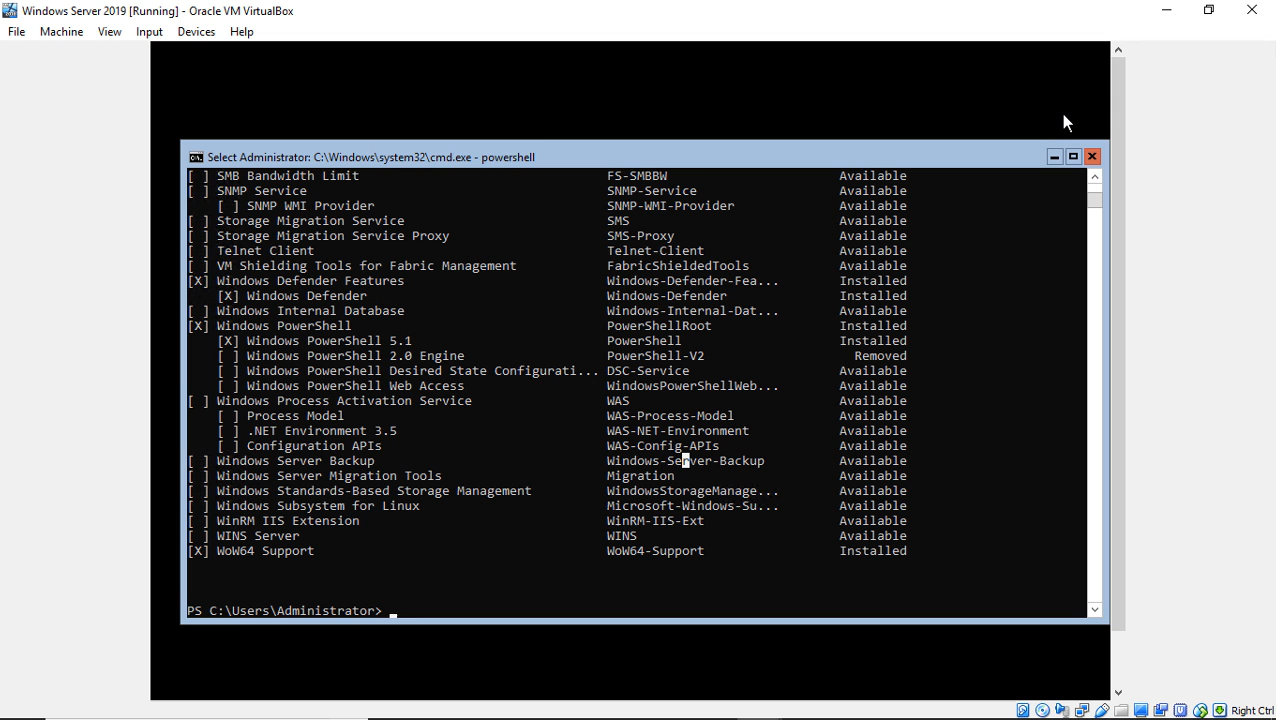 Windows Server 2019 [Running] - Oracle VM VirtualBox
File Machine View Input Devices Help
Select Administrator: C:\Windows\system32\cmd.exe - powershell
[ ] SMB Bandwidth Limit FS-SMBBW Available
[ ] SNMP Service SNMP-Service Available
[ ] SNMP WMI Provider SNMP-WMI-Provider Available
[ ] Storage Migration Service SMS Available
[ ] Storage Migration Service Proxy SMS-Proxy Available
[ ] Telnet Client Telnet-Client Available
[ ] VM Shielding Tools for Fabric Management FabricShieldedTools Available
[X] Windows Defender Features Windows-Defender-Fea... Installed
[X] Windows Defender Windows-Defender Installed
[ ] Windows Internal Database Windows-Internal-Dat... Available
[X] Windows PowerShell PowerShellRoot Installed
[X] Windows PowerShell 5.1 PowerShell Installed
[ ] Windows PowerShell 2.0 Engine PowerShell-V2 Removed
[ ] Windows PowerShell Desired State Configurati... DSC-Service Available
[ ] Windows PowerShell Web Access WindowsPowerShellWeb... Available
[ ] Windows Process Activation Service WAS Available
[ ] Process Model WAS-Process-Model Available
[ ] .NET Environment 3.5 WAS-NET-Environment Available
[ ] Configuration APIs WAS-Config-APIs Available
[ ] Windows Server Backup Windows-Server-Backup Available
[ ] Windows Server Migration Tools Migration Available
[ ] Windows Standards-Based Storage Management WindowsStorageManage... Available
[ ] Windows Subsystem for Linux Microsoft-Windows-Su... Available
[ ] WinRM IIS Extension WinRM-IIS-Ext Available
[ ] WINS Server WINS Available
[X] WoW64 Support WoW64-Support Installed
PS C:\Users\Administrator>
Right Ctrl